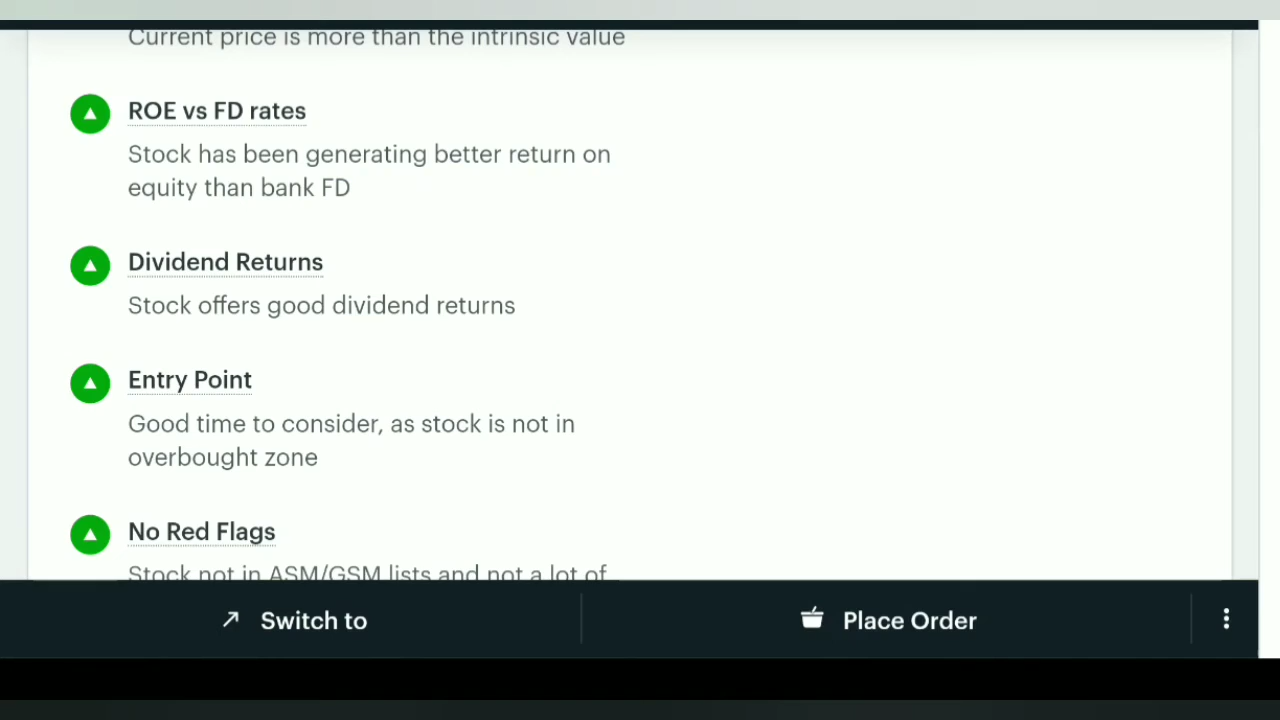 Current price is more than the intrinsic value
ROE vs FD rates
Stock has been generating better return on
equity than bank FD
Dividend Returns
Stock offers good dividend returns
Entry Point
Good time to consider, as stock is not in
overbought zone
No Red Flags
Stock not in ASM/GSM lists and not a lot of
Switch to
Place Order